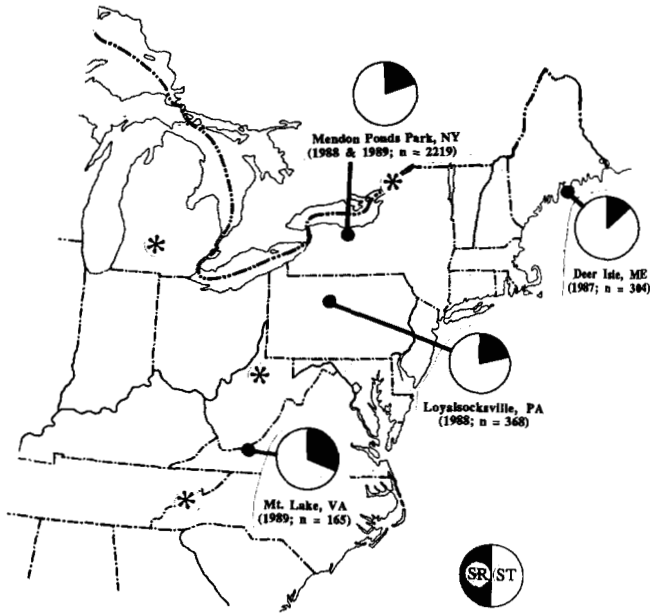 Mendon Ponds Park, NY
(1988 & 1989; n = 2219)
*
*
Deer Isle, ME
(1987; n = 304)
*
Loyalsocksville, PA
(1988; n = 368)
*
Mt. Lake, VA
(1989; n = 165)
SR ST